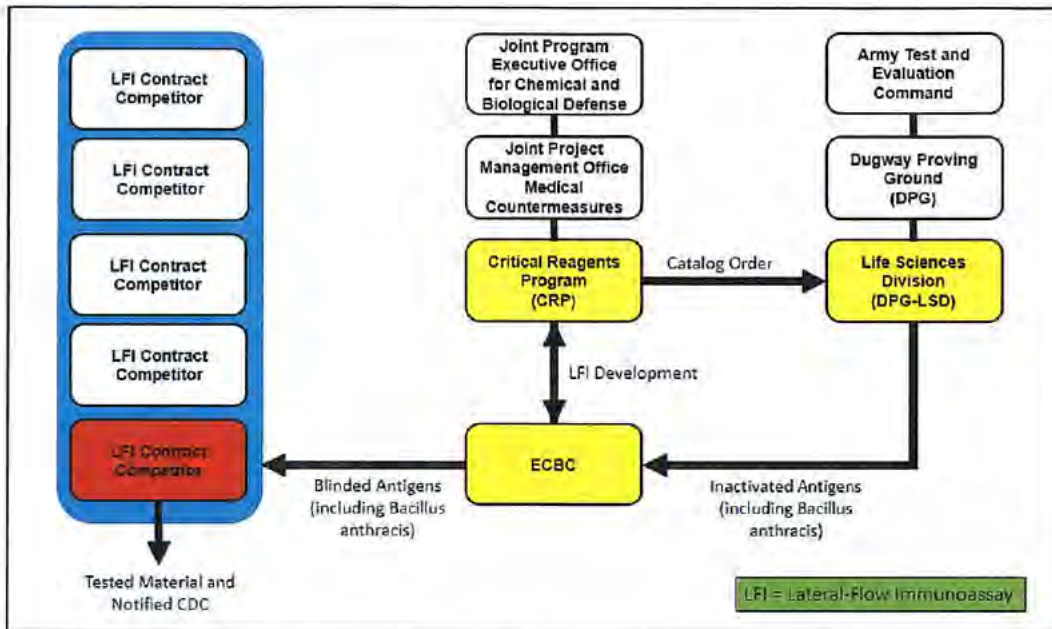 LFI Contract
Competitor
LFI Contract
Competitor
LFI Contract
Competitor
LFI Contract
Competitor
LFI Contract
Competitor
Tested Material and
Notified CDC
Joint Program
Executive Office
for Chemical and
Biological Defense
Joint Project
Management Office
Medical
Countermeasures
Critical Reagents
Program
(CRP)
LFI Development
ECBC
Blinded Antigens
(including Bacillus
anthracis)
Army Test and
Evaluation
Command
Dugway Proving
Ground
(DPG)
Catalog Order
Life Sciences
Division
(DPG-LSD)
Inactivated Antigens
(including Bacillus
anthracis)
LFI = Lateral-Flow Immunoassay